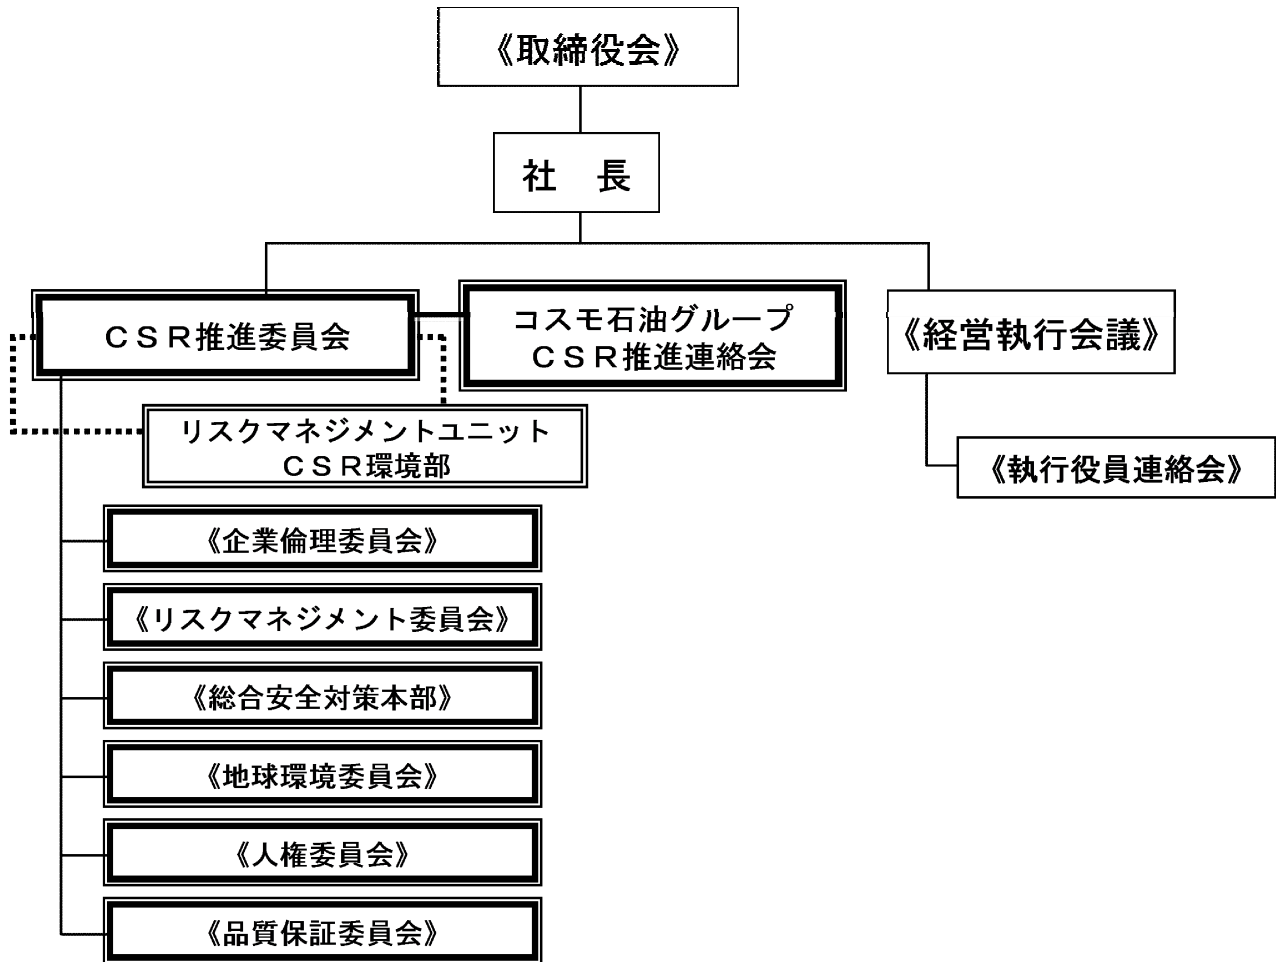 《取締役会》
社　長
ＣＳＲ推進委員会
コスモ石油グループ
ＣＳＲ推進連絡会
《経営執行会議》
リスクマネジメントユニット
ＣＳＲ環境部
《執行役員連絡会》
《企業倫理委員会》
《リスクマネジメント委員会》
《総合安全対策本部》
《地球環境委員会》
《人権委員会》
《品質保証委員会》